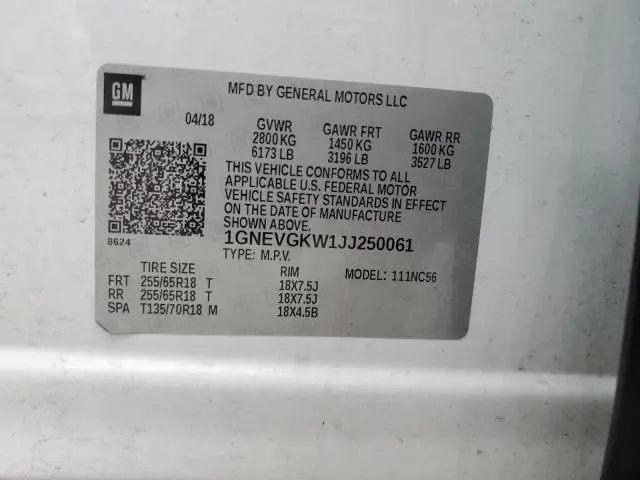 GM
MFD BY GENERAL MOTORS LLC
04/18 GVWR GAWR FRT GAWR RR
2800 KG 1450 KG 1600 KG
6173 LB 3196 LB 3527 LB
THIS VEHICLE CONFORMS TO ALL
APPLICABLE U.S. FEDERAL MOTOR
VEHICLE SAFETY STANDARDS IN EFFECT
ON THE DATE OF MANUFACTURE
SHOWN ABOVE.
8624 1GNEVGKW1JJ250061
TYPE: M.P.V.
TIRE SIZE RIM MODEL: 111NC56
FRT 255/65R18 T 18X7.5J
RR 255/65R18 T 18X7.5J
SPA T135/70R18 M 18X4.5B